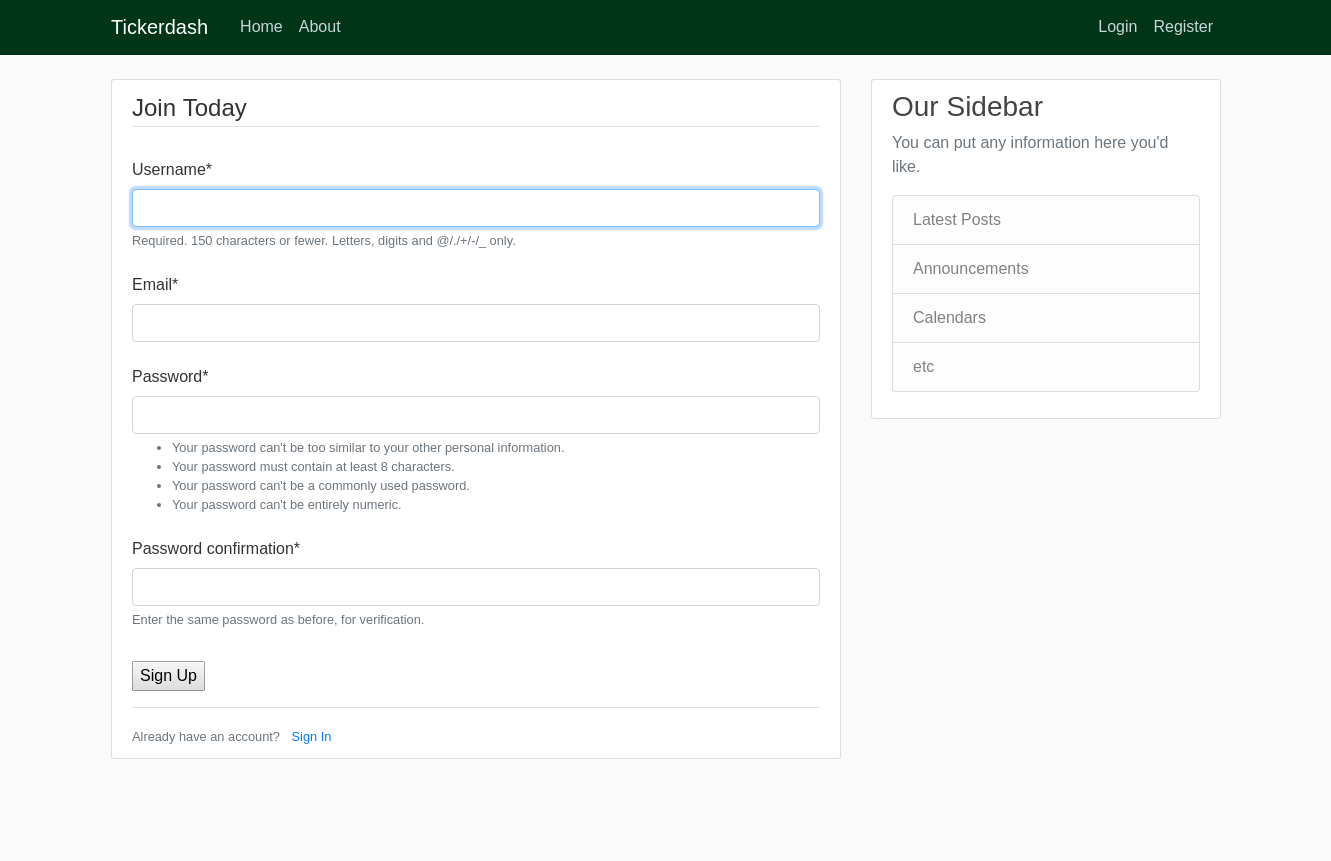 Tickerdash Home About Login Register
Join Today
Username*
Required. 150 characters or fewer. Letters, digits and @/./+/-/_ only.
Email*
Password*
Your password can't be too similar to your other personal information.
Your password must contain at least 8 characters.
Your password can't be a commonly used password.
Your password can't be entirely numeric.
Password confirmation*
Enter the same password as before, for verification.
Sign Up
Already have an account? Sign In
Our Sidebar
You can put any information here you'd
like.
Latest Posts
Announcements
Calendars
etc